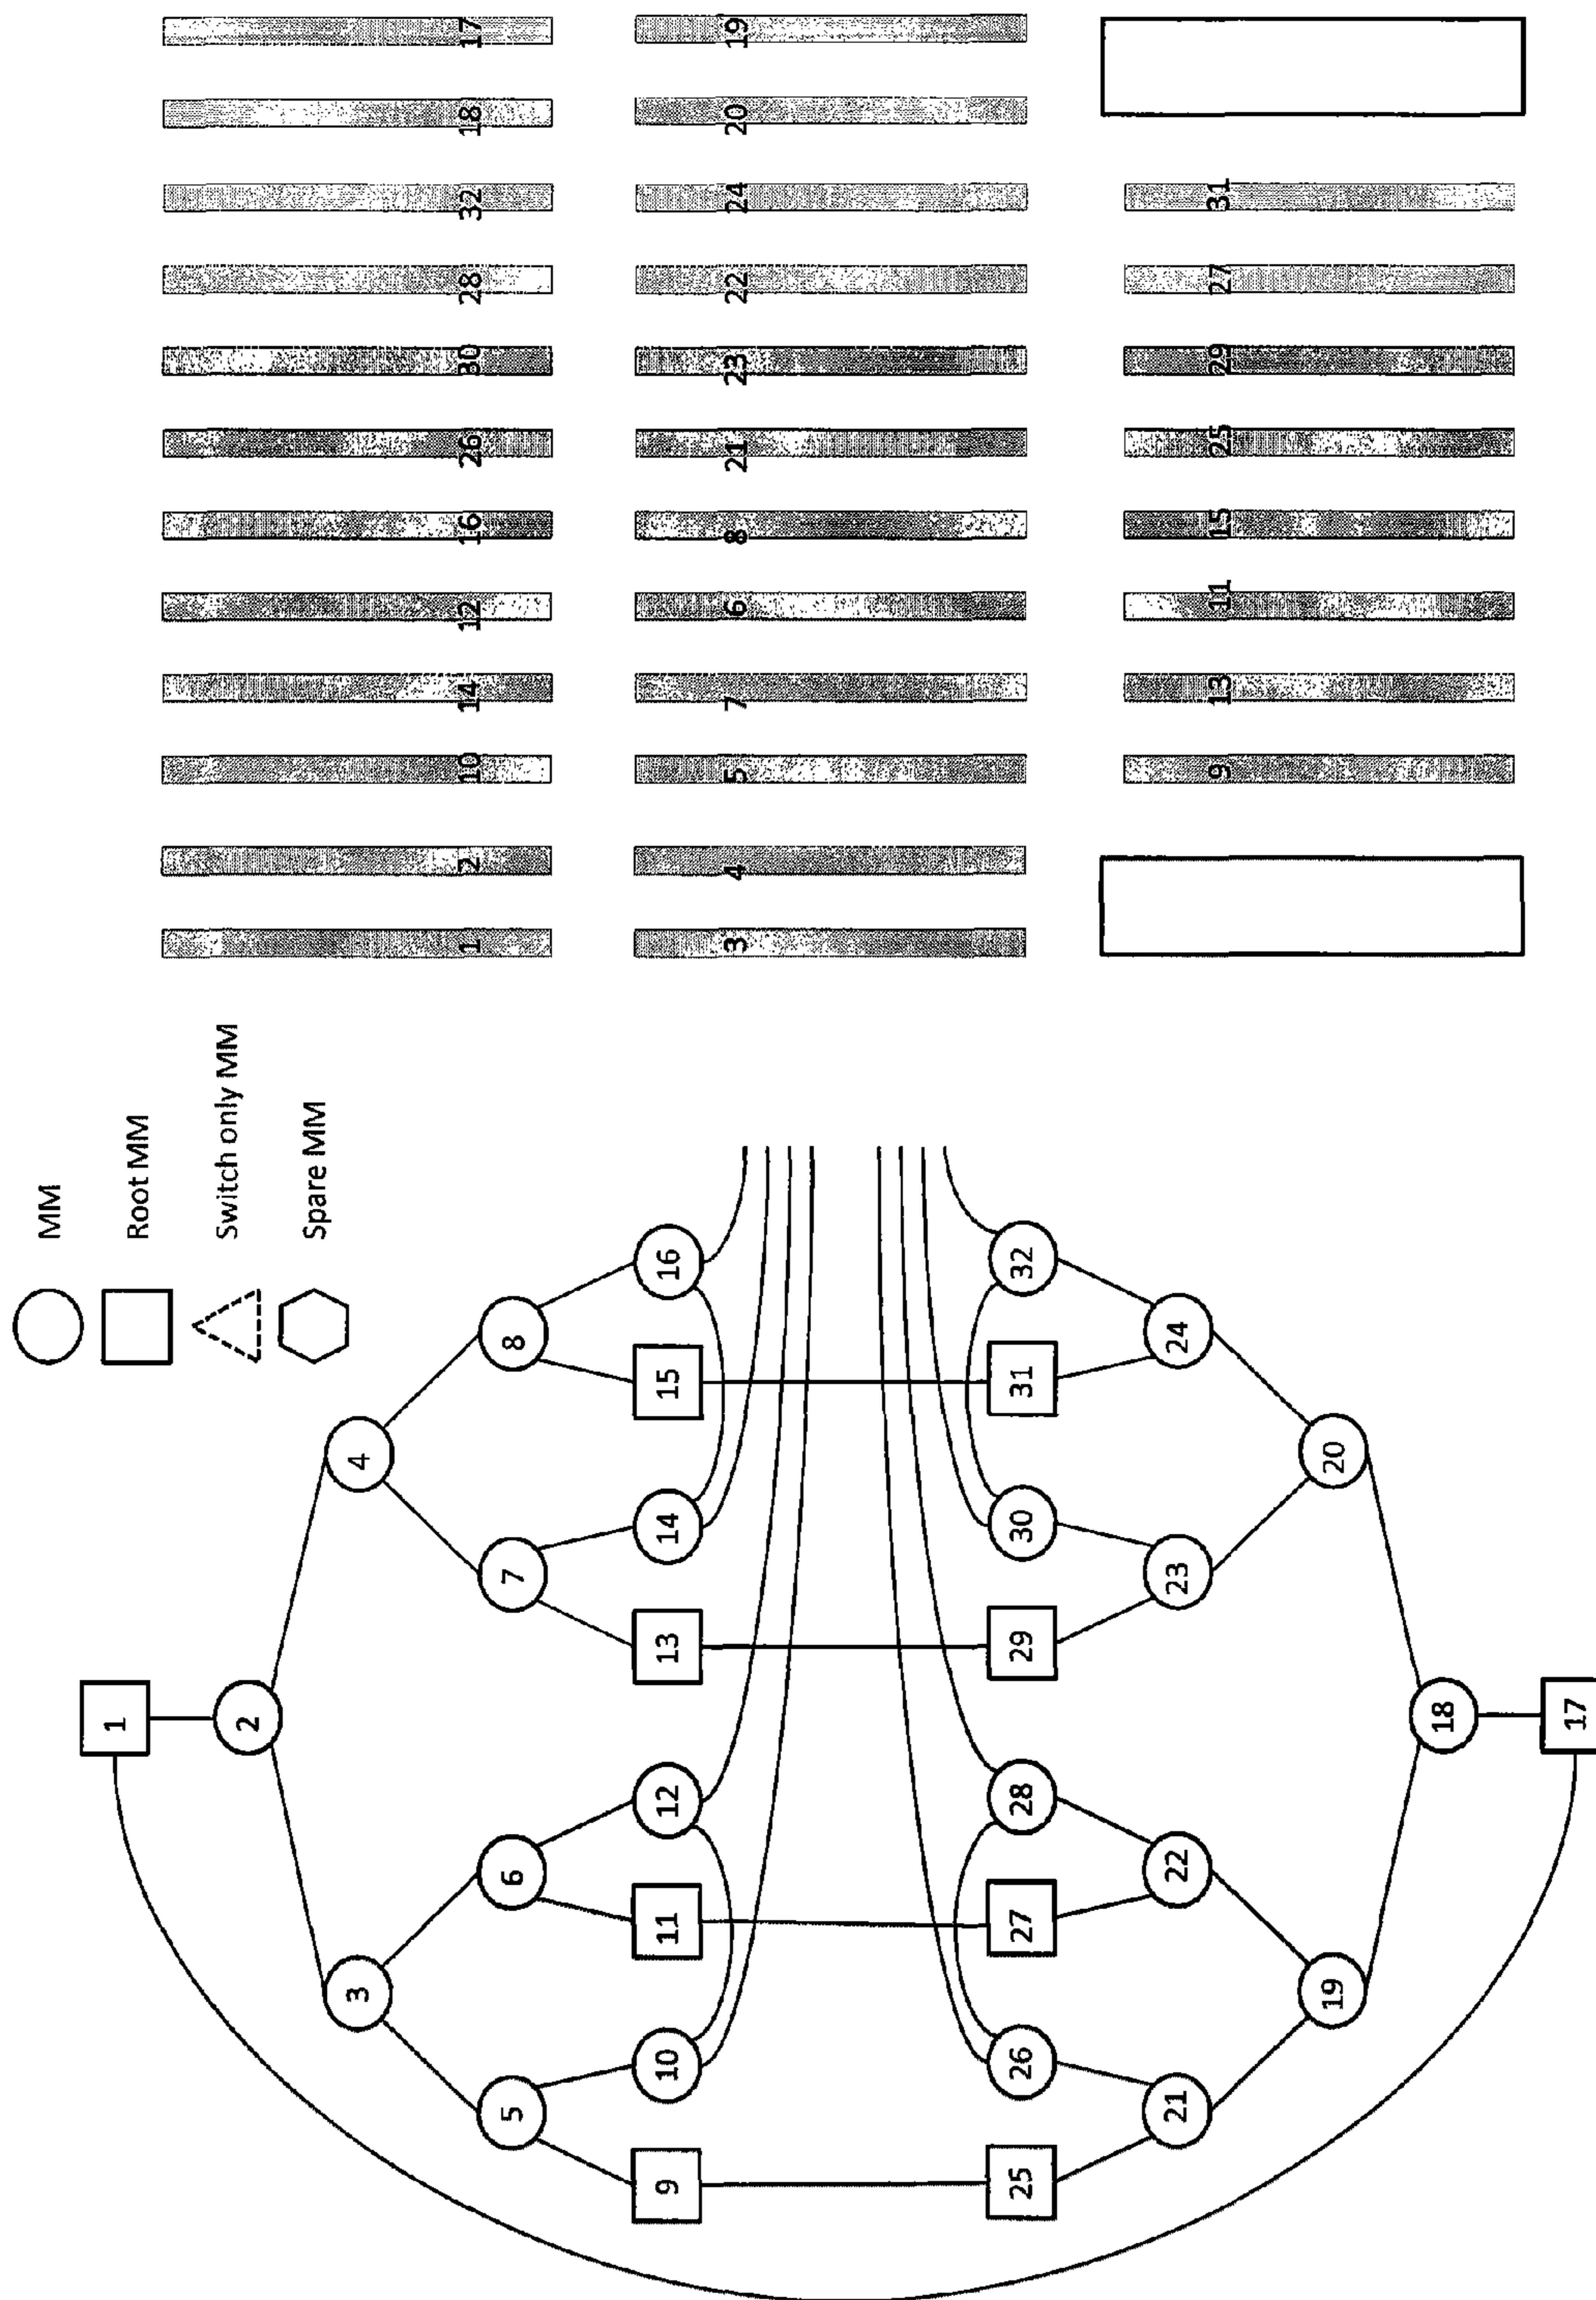 MM
Root MM
Switch only MM
Spare MM
1
2
3 4
5 6 7 8
9 10 11 12 13 14 15 16
25 26 27 28 29 30 31 32
21 22 23 24
19 20
18
17
1 2 10 14 12 16 26 30 28 32 18 17
3 4 5 7 6 8 21 23 22 24 20 19
9 13 11 15 25 29 27 31